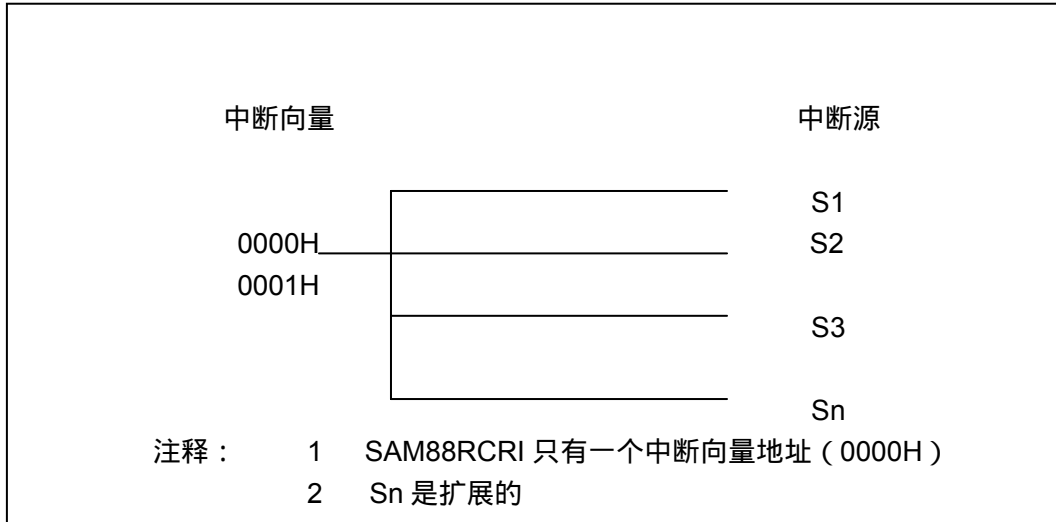 中断向量 中断源
S1
0000H S2
0001H
S3
Sn
注释： 1 SAM88RCRI 只有一个中断向量地址（0000H）
2 Sn 是扩展的